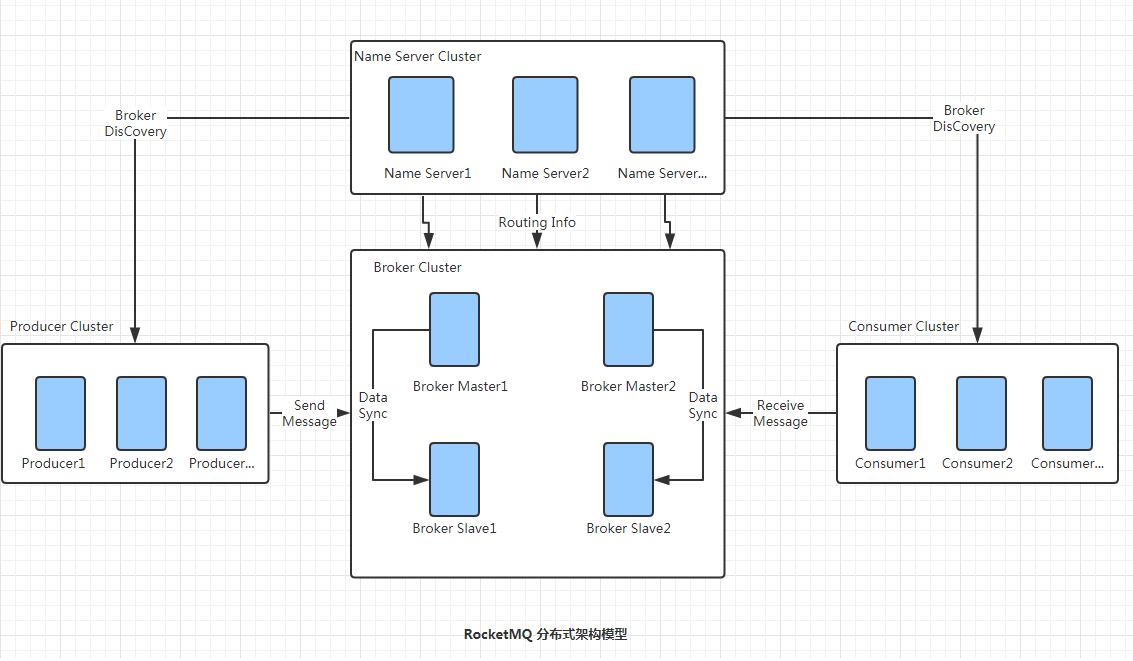 Name Server Cluster
Name Server1
Name Server2
Name Server...
Broker
DisCovery
Broker
DisCovery
Routing Info
Broker Cluster
Broker Master1
Broker Master2
Data
Sync
Data
Sync
Broker Slave1
Broker Slave2
Producer Cluster
Producer1
Producer2
Producer...
Send
Message
Consumer Cluster
Receive
Message
Consumer1
Consumer2
Consumer...
RocketMQ 分布式架构模型